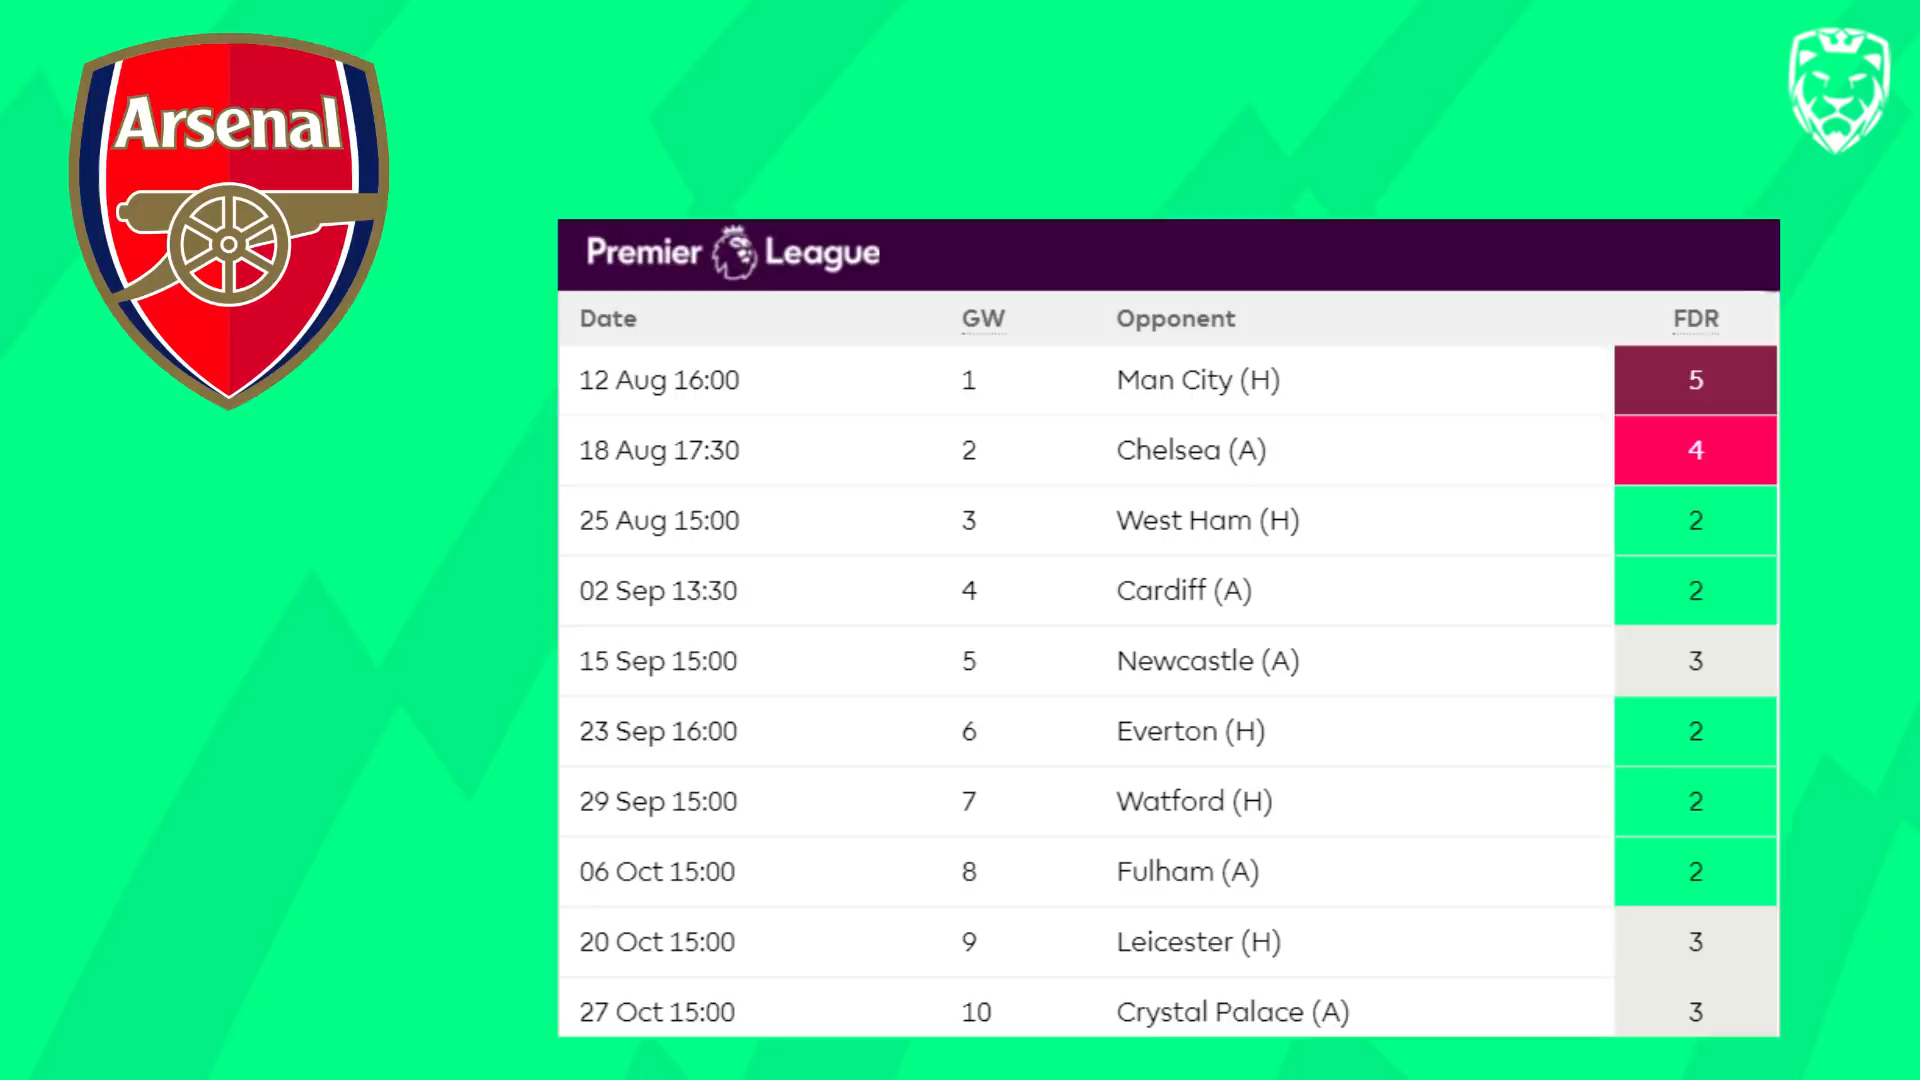 Arsenal
Premier League
Date GW Opponent FDR
12 Aug 16:00 1 Man City (H) 5
18 Aug 17:30 2 Chelsea (A) 4
25 Aug 15:00 3 West Ham (H) 2
02 Sep 13:30 4 Cardiff (A) 2
15 Sep 15:00 5 Newcastle (A) 3
23 Sep 16:00 6 Everton (H) 2
29 Sep 15:00 7 Watford (H) 2
06 Oct 15:00 8 Fulham (A) 2
20 Oct 15:00 9 Leicester (H) 3
27 Oct 15:00 10 Crystal Palace (A) 3